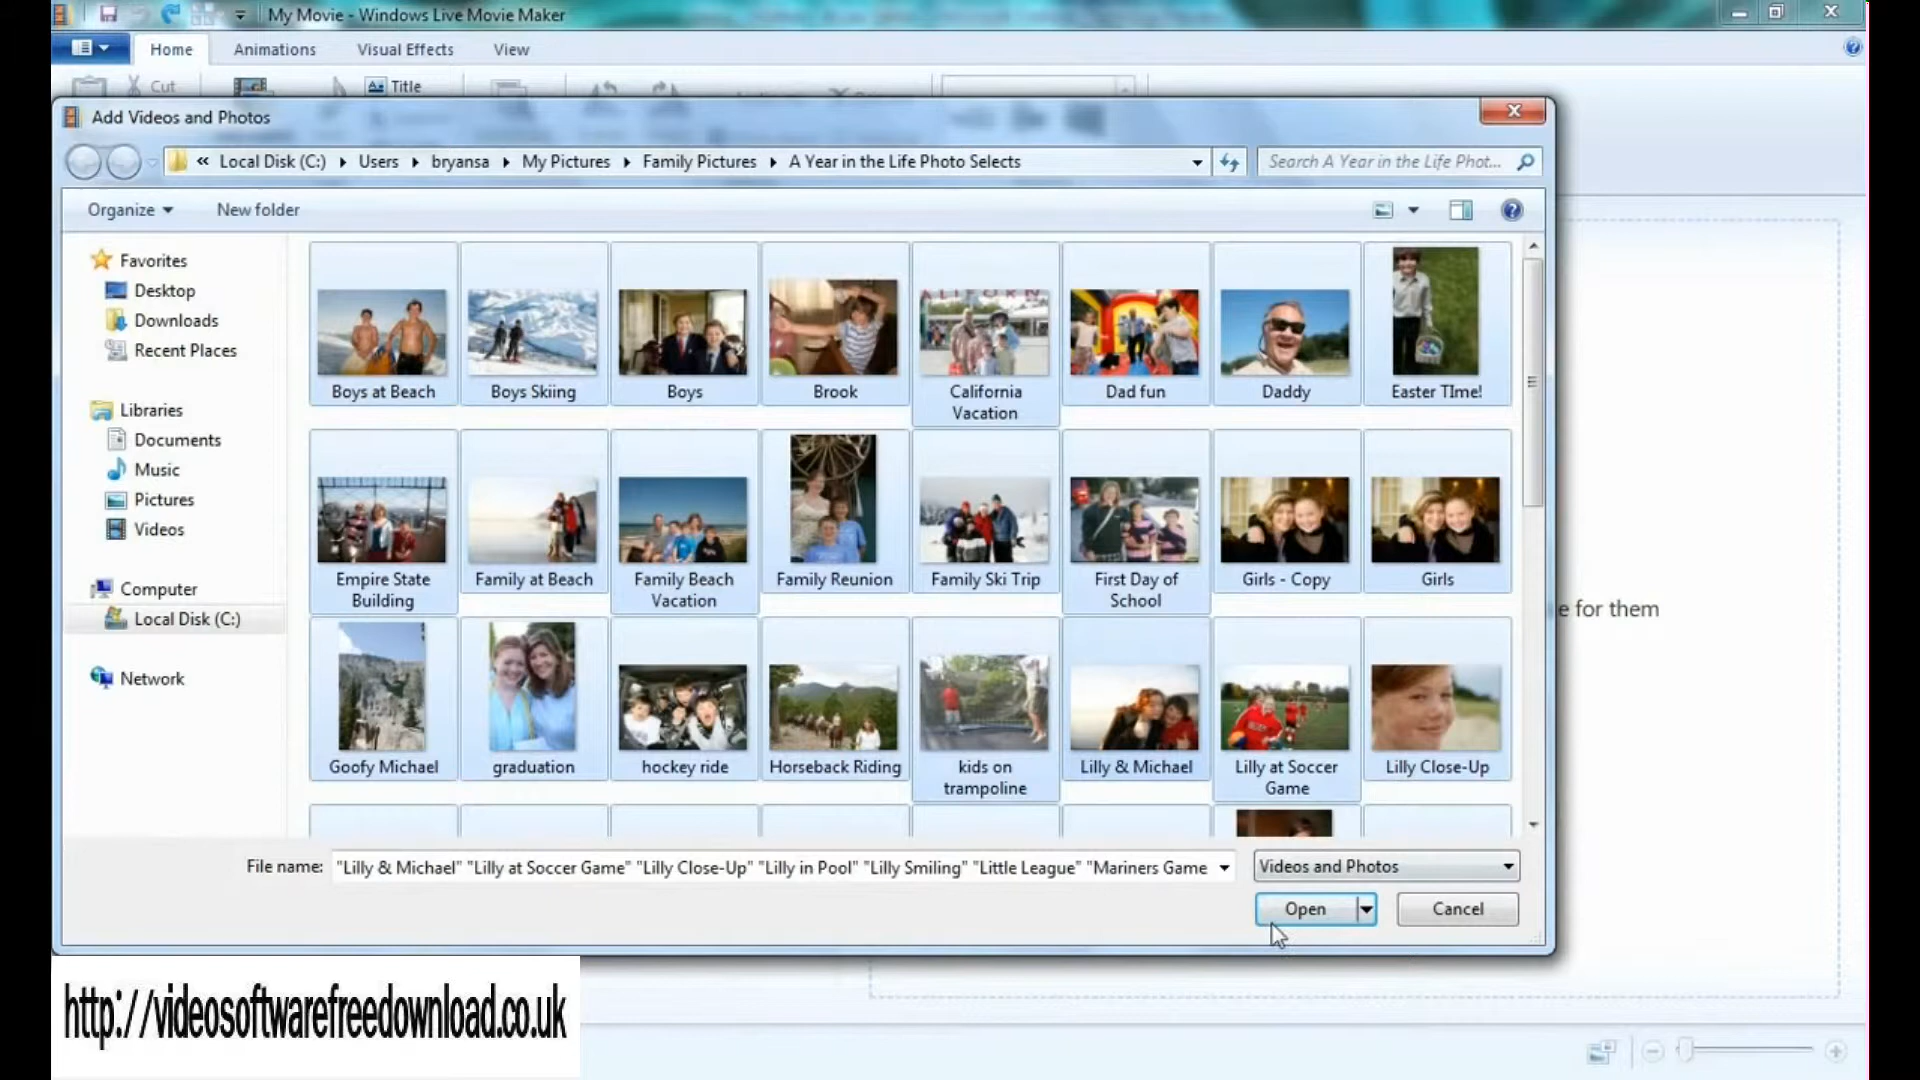 My Movie - Windows Live Movie Maker
Home Animations Visual Effects View
Cut Title
Add Videos and Photos
« Local Disk (C:) Users bryansa My Pictures Family Pictures A Year in the Life Photo Selects Search A Year in the Life Phot...
Organize New folder
Favorites
Desktop
Downloads
Recent Places
Libraries
Documents
Music
Pictures
Videos
Computer
Local Disk (C:)
Network
Boys at Beach Boys Skiing Boys Brook California Vacation Dad fun Daddy Easter TIme!
Empire State Building Family at Beach Family Beach Vacation Family Reunion Family Ski Trip First Day of School Girls - Copy Girls
e for them
Goofy Michael graduation hockey ride Horseback Riding kids on trampoline Lilly & Michael Lilly at Soccer Game Lilly Close-Up
File name: "Lilly & Michael" "Lilly at Soccer Game" "Lilly Close-Up" "Lilly in Pool" "Lilly Smiling" "Little League" "Mariners Game Videos and Photos
Open Cancel
http://videosoftwarefreedownload.co.uk